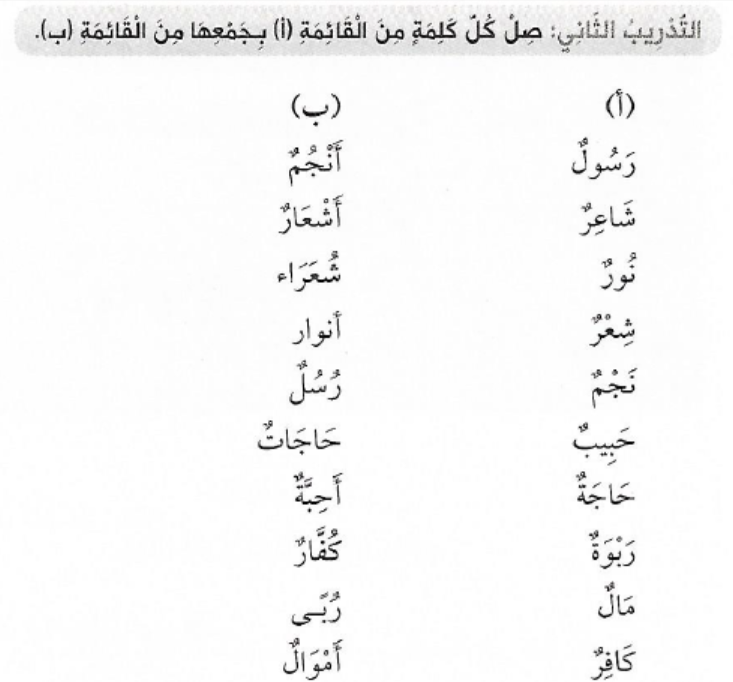 التَّدْرِيبُ الثَّانِي: صِلْ كُلّ كَلِمَةٍ مِنَ الْقَائِمَةِ (أ) بِجَمْعِهَا مِنَ الْقَائِمَةِ (ب).
(أ) (ب)
رَسُولٌ أَنْجُمٌ
شَاعِرٌ أَشْعَارٌ
نُورٌ شُعَرَاء
شِعْرٌ أنوار
نَجْمٌ رُسُلٌ
حَبِيبٌ حَاجَاتٌ
حَاجَةٌ أَحِبَّةٌ
رَبْوَةٌ كُفَّارٌ
مَالٌ رُبًى
كَافِرٌ أَمْوَالٌ